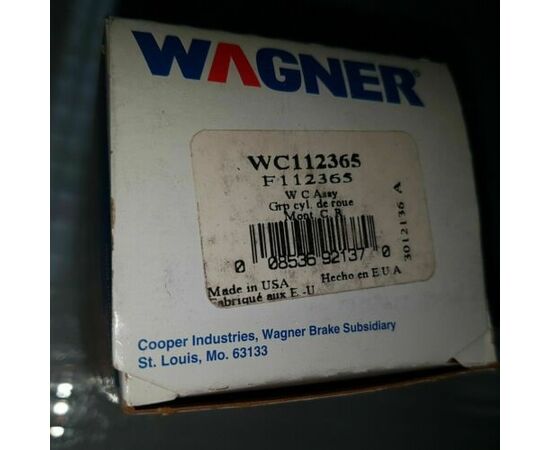 WAGNER®
WC112365
F112365
W C Assy
Grp cyl. de roue
Mont. C. R.
0 08536 92137 0
3012136 A
Made in USA
Hecho en E U A
Fabriqué aux E -U
Cooper Industries, Wagner Brake Subsidiary
St. Louis, Mo. 63133